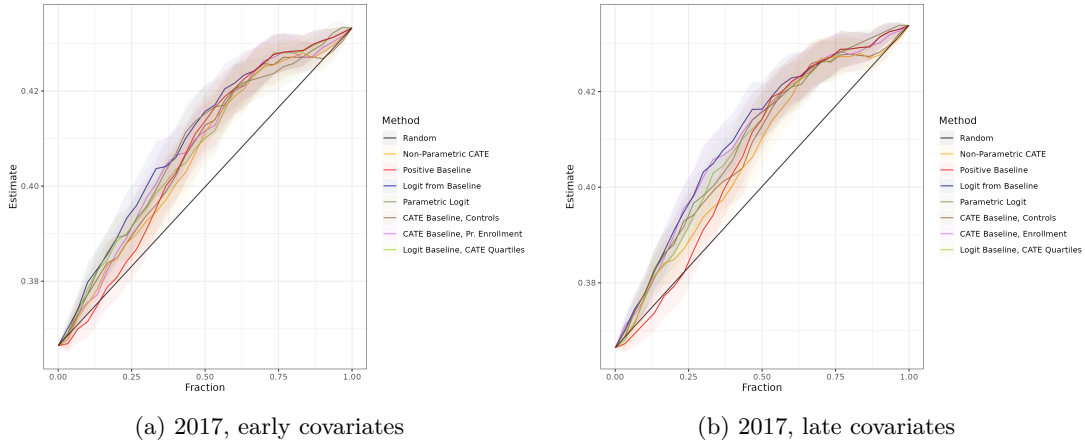 0.42
0.40
0.38
Estimate
0.00
0.25
0.50
0.75
1.00
Fraction
Method
Random
Non-Parametric CATE
Positive Baseline
Logit from Baseline
Parametric Logit
CATE Baseline, Controls
CATE Baseline, Pr. Enrollment
Logit Baseline, CATE Quartiles
(a) 2017, early covariates
0.42
0.40
0.38
Estimate
0.00
0.25
0.50
0.75
1.00
Fraction
Method
Random
Non-Parametric CATE
Positive Baseline
Logit from Baseline
Parametric Logit
CATE Baseline, Controls
CATE Baseline, Enrollment
Logit Baseline, CATE Quartiles
(b) 2017, late covariates